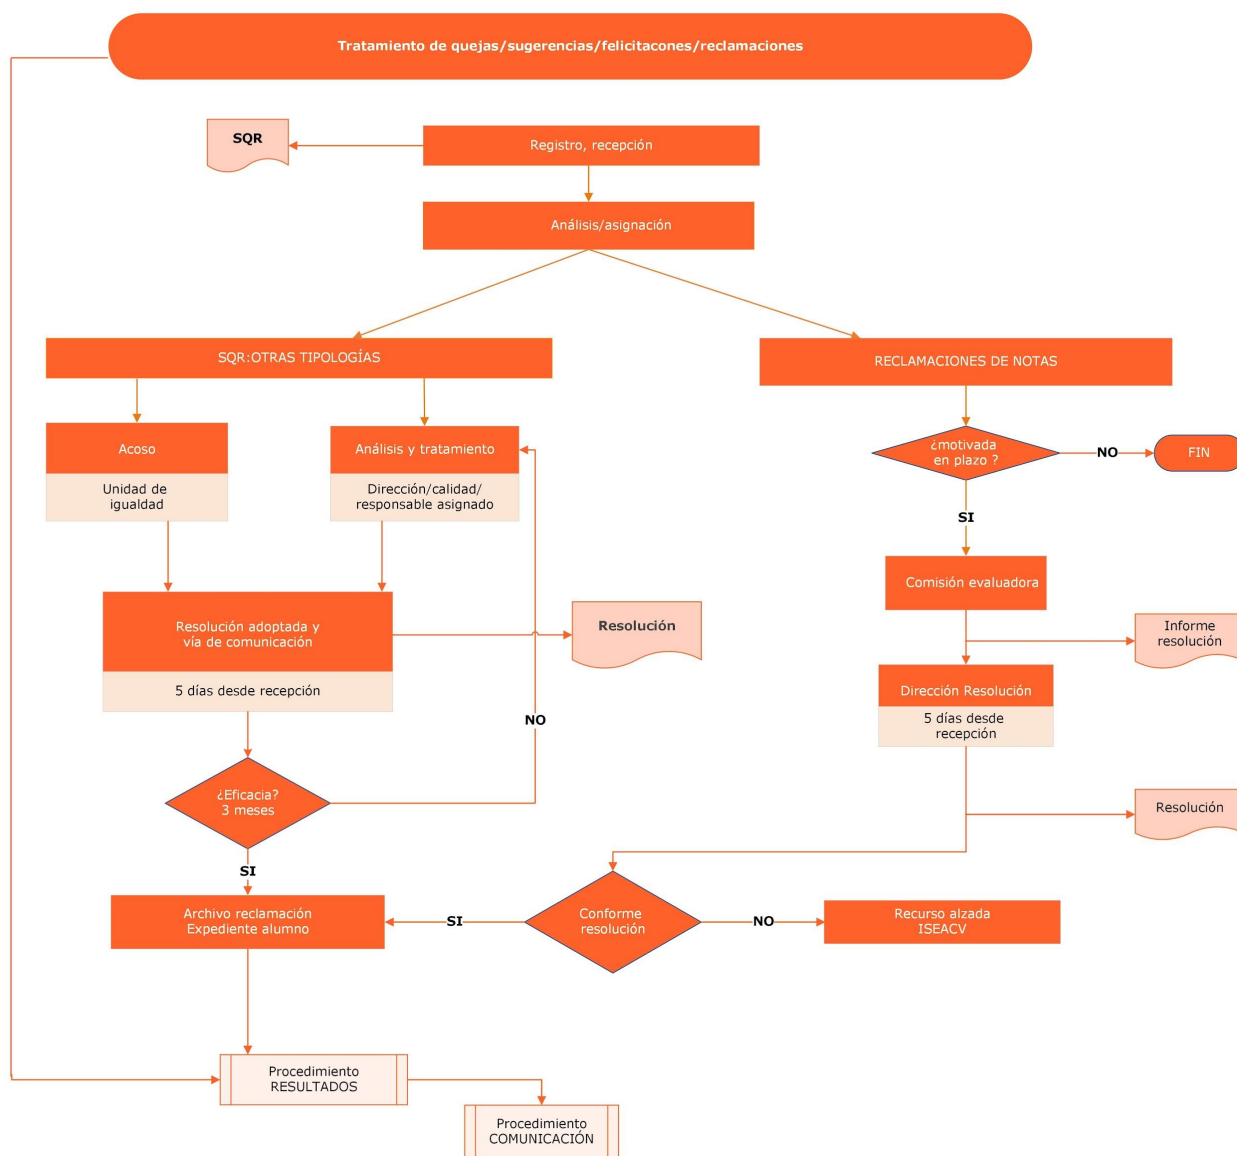 Tratamiento de quejas/sugerencias/felicitacones/reclamaciones
SQR
Registro, recepción
Análisis/asignación
SQR:OTRAS TIPOLOGÍAS
RECLAMACIONES DE NOTAS
Acoso
Unidad de
igualdad
Análisis y tratamiento
Dirección/calidad/
responsable asignado
¿motivada
en plazo ?
NO
FIN
SI
Comisión evaluadora
Resolución adoptada y
vía de comunicación
5 días desde recepción
Resolución
Informe
resolución
Dirección Resolución
5 días desde
recepción
NO
¿Eficacia?
3 meses
Resolución
SI
Archivo reclamación
Expediente alumno
SI
Conforme
resolución
NO
Recurso alzada
ISEACV
Procedimiento
RESULTADOS
Procedimiento
COMUNICACIÓN